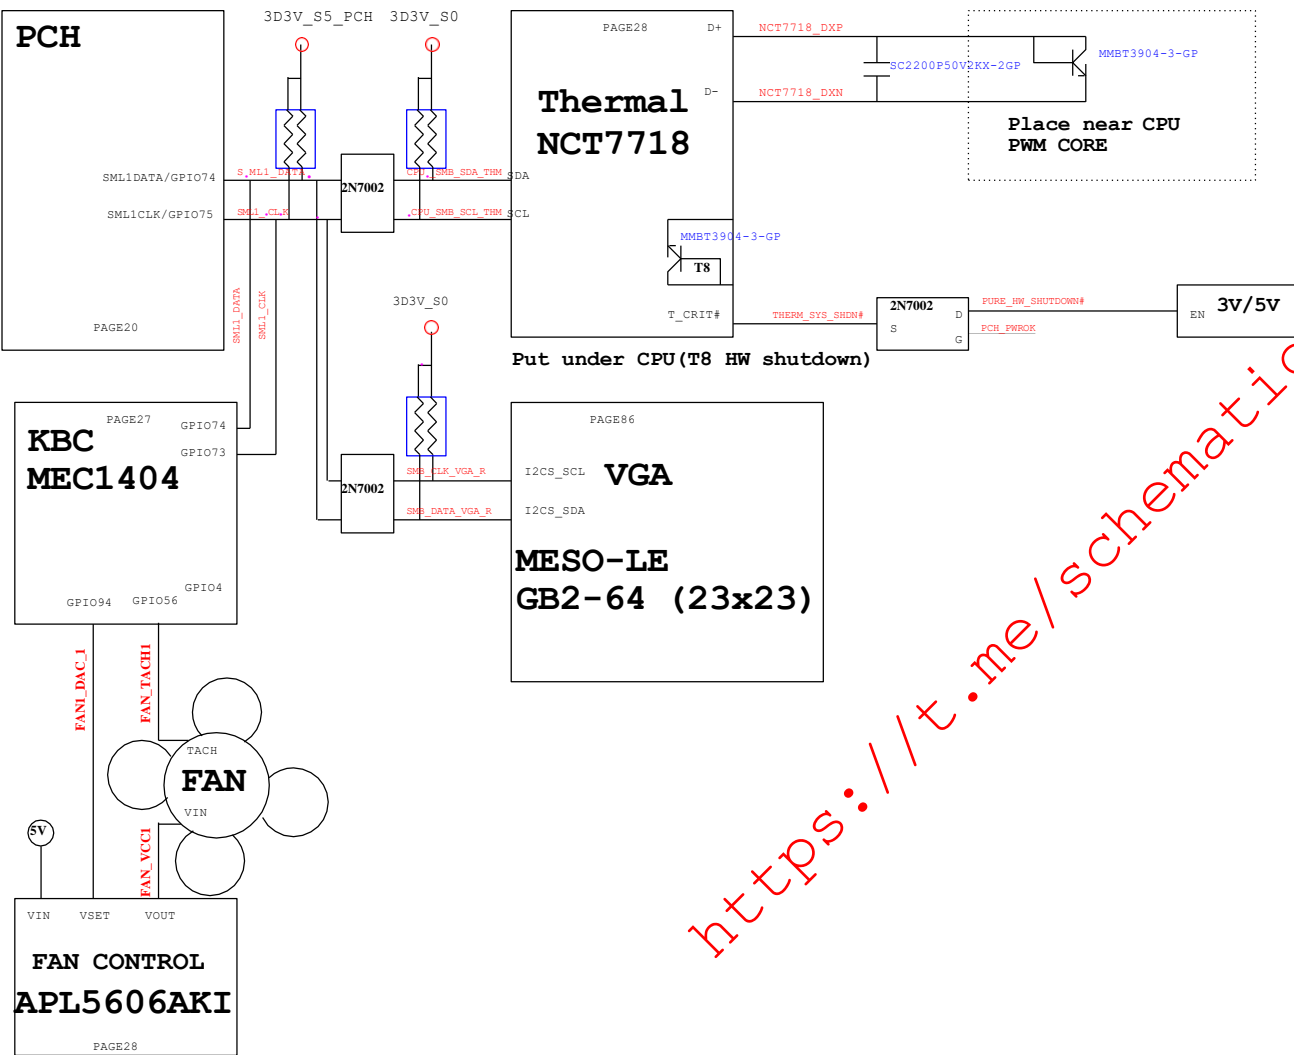 3D3V_S5_PCH
3D3V_S0
PCH
SML1DATA/GPIO74
SML1CLK/GPIO75
PAGE20
SML1_DATA
SML1_CLK
2N7002
CPU_SMB_SDA_THM
CPU_SMB_SCL_THM
PAGE28
D+
D-
Thermal
NCT7718
SDA
SCL
MMBT3904-3-GP
T8
T_CRIT#
Put under CPU(T8 HW shutdown)
NCT7718_DXP
NCT7718_DXN
SC2200P50V2KX-2GP
MMBT3904-3-GP
Place near CPU
PWM CORE
THERM_SYS_SHDN#
2N7002
S
D
G
PURE_HW_SHUTDOWN#
PCH_PWROK
EN
3V/5V
SML1_DATA
SML1_CLK
3D3V_S0
PAGE27
KBC
MEC1404
GPIO74
GPIO73
GPIO4
GPIO94
GPIO56
2N7002
SMB_CLK_VGA_R
SMB_DATA_VGA_R
PAGE86
I2CS_SCL
VGA
I2CS_SDA
MESO-LE
GB2-64 (23x23)
FAN1_DAC_1
FAN_TACH1
TACH
FAN
VIN
FAN_VCC1
5V
VIN
VSET
VOUT
FAN CONTROL
APL5606AKI
PAGE28
https://t.me/schematic